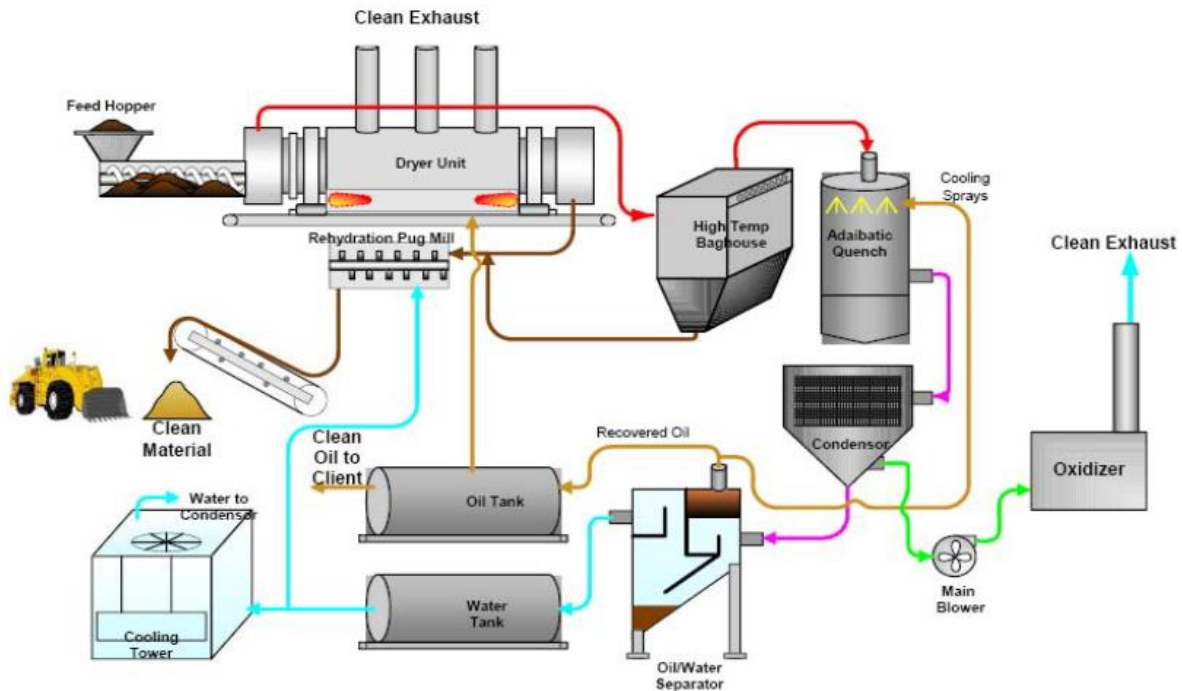 Clean Exhaust
Feed Hopper
Dryer Unit
Rehydration Pug Mill
High Temp
Baghouse
Cooling
Sprays
Adaibatic
Quench
Clean Exhaust
Clean
Material
Condensor
Oxidizer
Clean
Oil to
Client
Recovered Oil
Oil Tank
Water to
Condensor
Main
Blower
Water
Tank
Cooling
Tower
Oil/Water
Separator